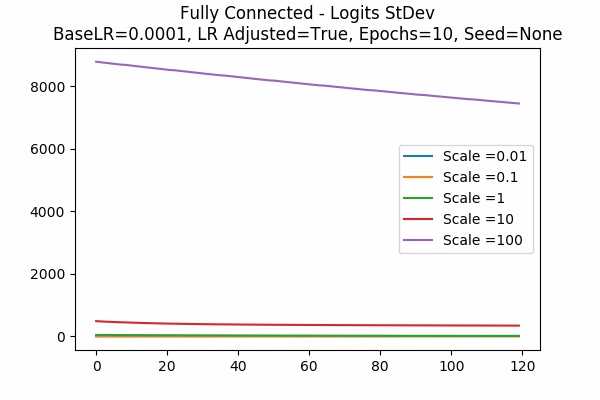 Fully Connected - Logits StDev
BaseLR=0.0001, LR Adjusted=True, Epochs=10, Seed=None
8000
6000
4000
2000
0
Scale =0.01
Scale =0.1
Scale =1
Scale =10
Scale =100
0 20 40 60 80 100 120